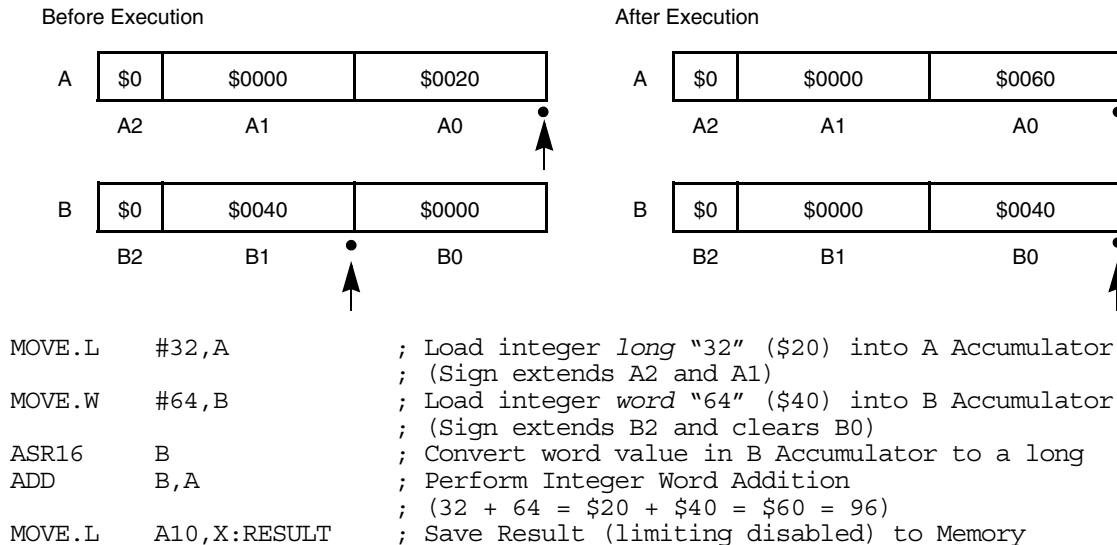 Before Execution After Execution
A $0 $0000 $0020 A $0 $0000 $0060
A2 A1 A0 A2 A1 A0
B $0 $0040 $0000 B $0 $0000 $0040
B2 B1 B0 B2 B1 B0
MOVE.L #32,A ; Load integer long “32” ($20) into A Accumulator
; (Sign extends A2 and A1)
MOVE.W #64,B ; Load integer word “64” ($40) into B Accumulator
; (Sign extends B2 and clears B0)
ASR16 B ; Convert word value in B Accumulator to a long
ADD B,A ; Perform Integer Word Addition
; (32 + 64 = $20 + $40 = $60 = 96)
MOVE.L A10,X:RESULT ; Save Result (limiting disabled) to Memory